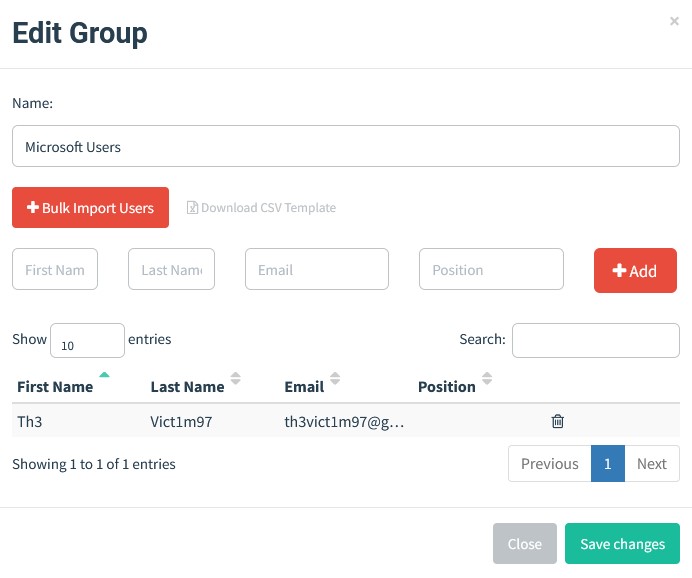 Edit Group
×
Name:
Microsoft Users
Bulk Import Users
Download CSV Template
First Nam
Last Name
Email
Position
Add
Show 10 entries
Search:
First Name Last Name Email Position
Th3 Vict1m97 th3vict1m97@g...
Showing 1 to 1 of 1 entries
Previous 1 Next
Close
Save changes